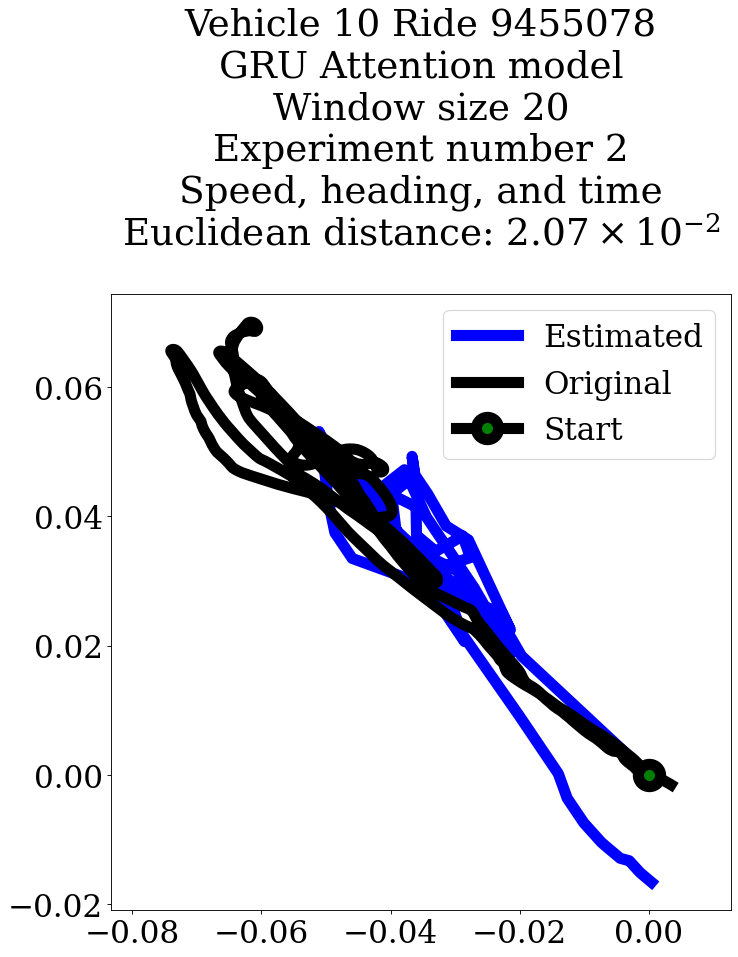 Vehicle 10 Ride 9455078
GRU Attention model
Window size 20
Experiment number 2
Speed, heading, and time
Euclidean distance: 2.07 × 10⁻²
Estimated
Original
Start
0.06
0.04
0.02
0.00
−0.02
−0.08
−0.06
−0.04
−0.02
0.00